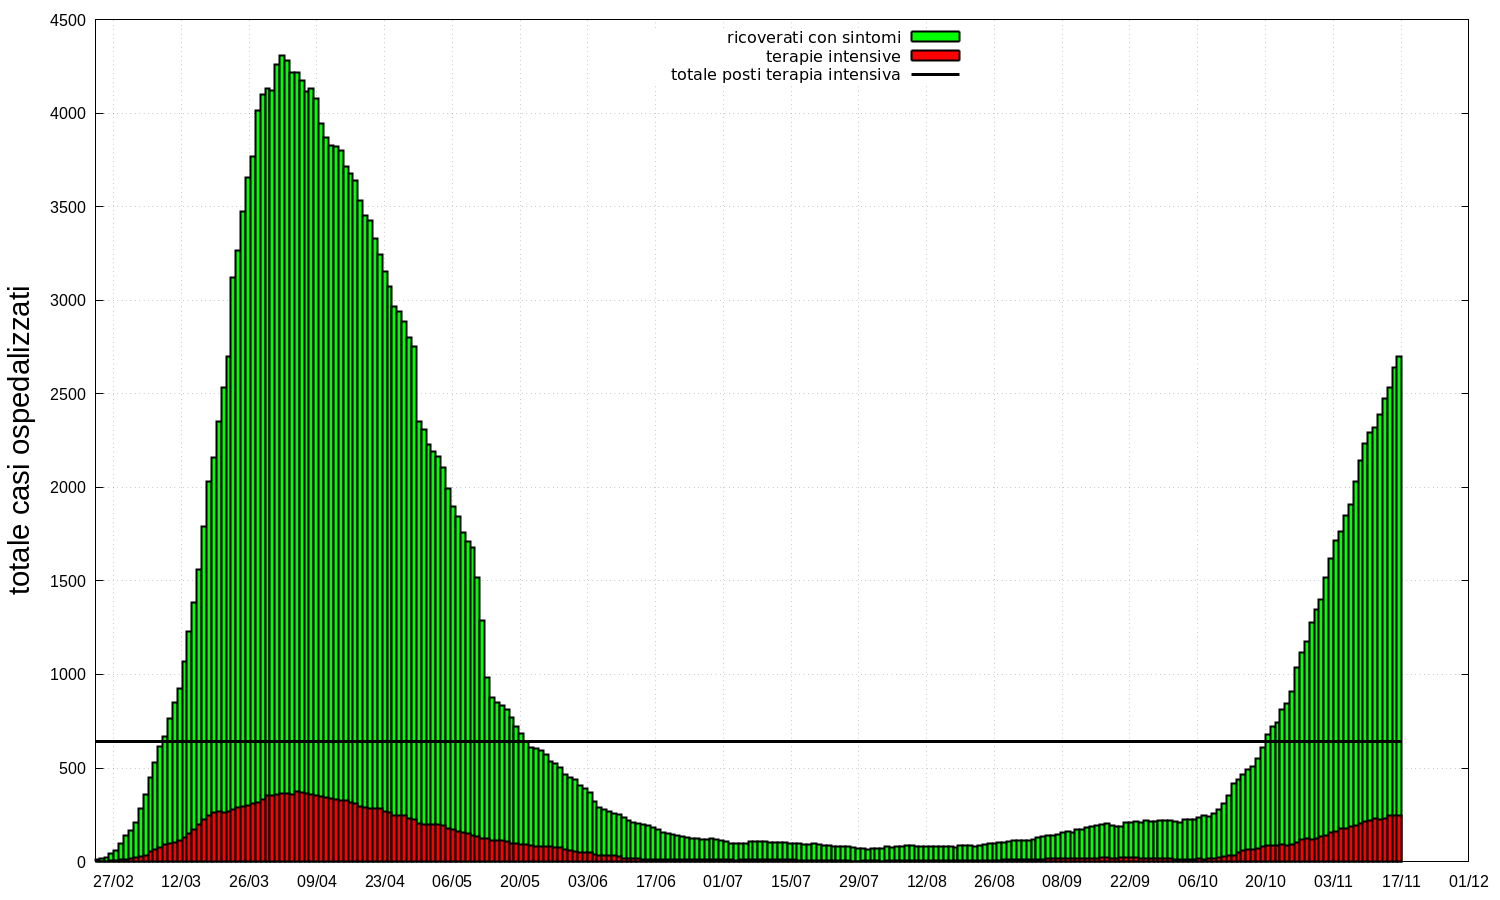 ricoverati con sintomi
terapie intensive
totale posti terapia intensiva
totale casi ospedalizzati
4500
4000
3500
3000
2500
2000
1500
1000
500
0
27/02 12/03 26/03 09/04 23/04 06/05 20/05 03/06 17/06 01/07 15/07 29/07 12/08 26/08 08/09 22/09 06/10 20/10 03/11 17/11 01/12